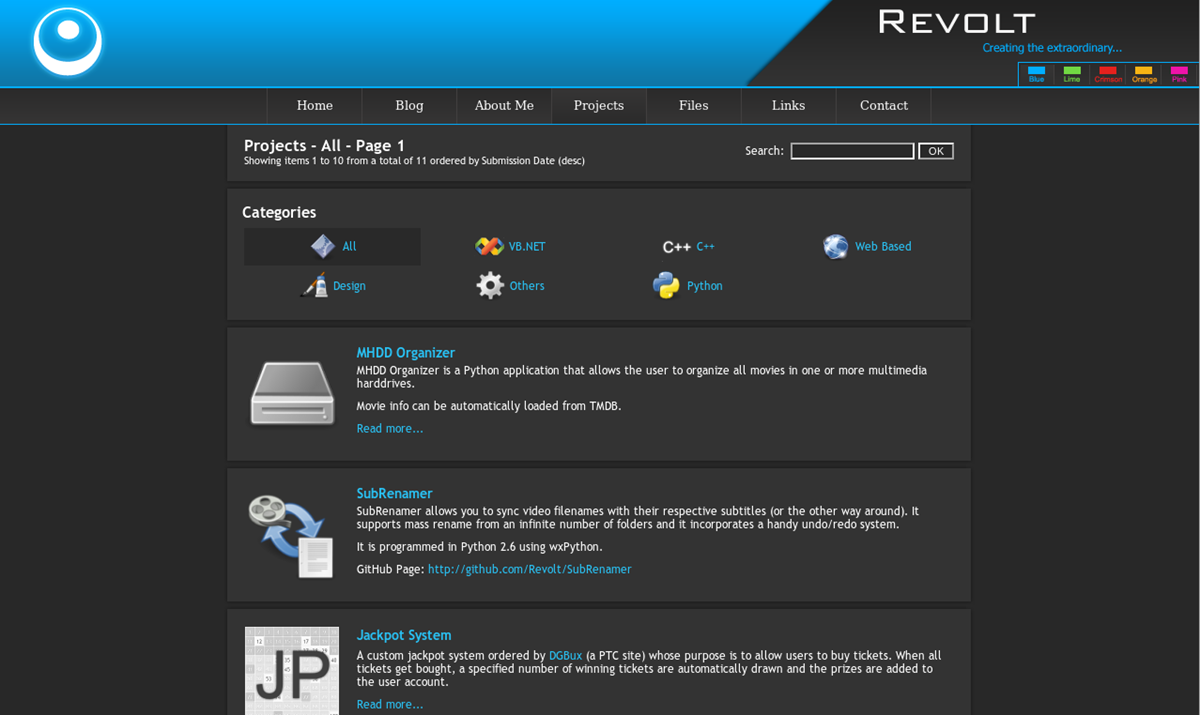 REVOLT
Creating the extraordinary...
Blue Lime Crimson Orange Pink
Home Blog About Me Projects Files Links Contact
Projects - All - Page 1
Showing items 1 to 10 from a total of 11 ordered by Submission Date (desc)
Search: OK
Categories
All VB.NET C++ C++ Web Based
Design Others Python
MHDD Organizer
MHDD Organizer is a Python application that allows the user to organize all movies in one or more multimedia
harddrives.
Movie info can be automatically loaded from TMDB.
Read more...
SubRenamer
SubRenamer allows you to sync video filenames with their respective subtitles (or the other way around). It
supports mass rename from an infinite number of folders and it incorporates a handy undo/redo system.
It is programmed in Python 2.6 using wxPython.
GitHub Page: http://github.com/Revolt/SubRenamer
JP
Jackpot System
A custom jackpot system ordered by DGBux (a PTC site) whose purpose is to allow users to buy tickets. When all
tickets get bought, a specified number of winning tickets are automatically drawn and the prizes are added to
the user account.
Read more...